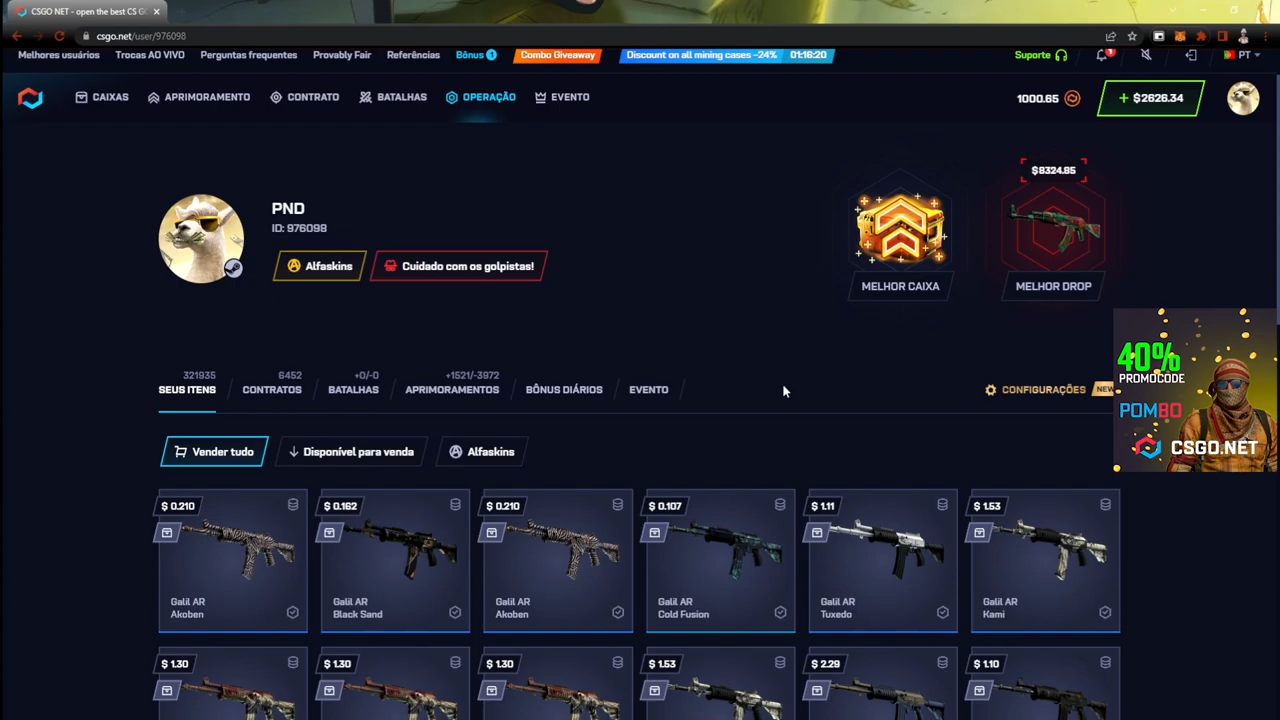 CSGO NET - open the best CS G
csgo.net/user/976098
Melhores usuários Trocas AO VIVO Perguntas frequentes Provably Fair Referências Bônus 1 Combo Giveaway Discount on all mining cases -24% 01:16:20 Suporte 1 PT
CAIXAS APRIMORAMENTO CONTRATO BATALHAS OPERAÇÃO EVENTO 1000.65 + $2626.34
$8324.85
PND
ID: 976098
Alfaskins Cuidado com os golpistas!
MELHOR CAIXA MELHOR DROP
40%
PROMOCODE
POM80
CSGO.NET
321935 6452 +0/-0 +1521/-3972
SEUS ITENS CONTRATOS BATALHAS APRIMORAMENTOS BÔNUS DIÁRIOS EVENTO CONFIGURAÇÕES NEW
Vender tudo Disponível para venda Alfaskins
$ 0.210 $ 0.162 $ 0.210 $ 0.107 $ 1.11 $ 1.53
Galil AR Galil AR Galil AR Galil AR Galil AR Galil AR
Akoben Black Sand Akoben Cold Fusion Tuxedo Kami
$ 1.30 $ 1.30 $ 1.30 $ 1.53 $ 2.29 $ 1.10